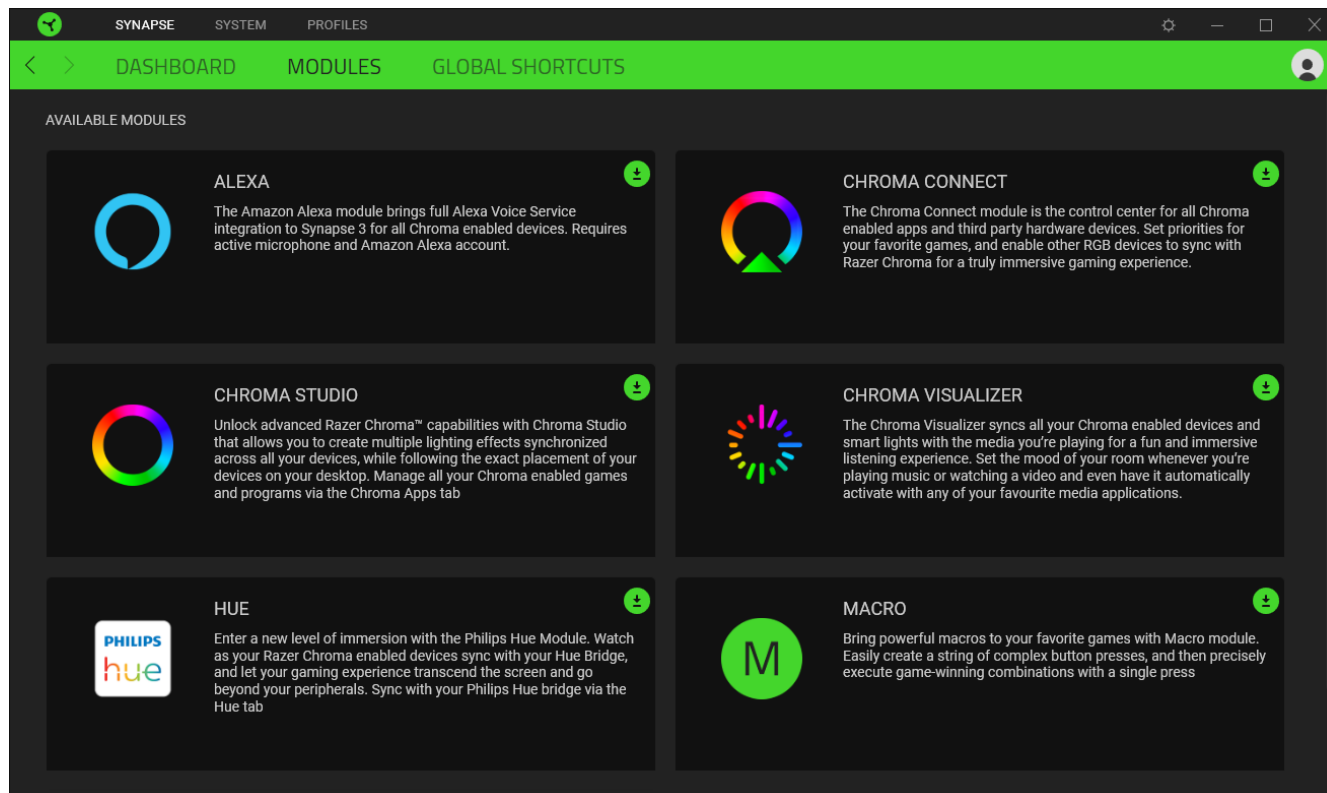 SYNAPSE SYSTEM PROFILES
DASHBOARD MODULES GLOBAL SHORTCUTS
AVAILABLE MODULES
ALEXA
The Amazon Alexa module brings full Alexa Voice Service
integration to Synapse 3 for all Chroma enabled devices. Requires
active microphone and Amazon Alexa account.
CHROMA CONNECT
The Chroma Connect module is the control center for all Chroma
enabled apps and third party hardware devices. Set priorities for
your favorite games, and enable other RGB devices to sync with
Razer Chroma for a truly immersive gaming experience.
CHROMA STUDIO
Unlock advanced Razer Chroma™ capabilities with Chroma Studio
that allows you to create multiple lighting effects synchronized
across all your devices, while following the exact placement of your
devices on your desktop. Manage all your Chroma enabled games
and programs via the Chroma Apps tab
CHROMA VISUALIZER
The Chroma Visualizer syncs all your Chroma enabled devices and
smart lights with the media you’re playing for a fun and immersive
listening experience. Set the mood of your room whenever you’re
playing music or watching a video and even have it automatically
activate with any of your favourite media applications.
PHILIPS
hue
HUE
Enter a new level of immersion with the Philips Hue Module. Watch
as your Razer Chroma enabled devices sync with your Hue Bridge,
and let your gaming experience transcend the screen and go
beyond your peripherals. Sync with your Philips Hue bridge via the
Hue tab
M
MACRO
Bring powerful macros to your favorite games with Macro module.
Easily create a string of complex button presses, and then precisely
execute game-winning combinations with a single press